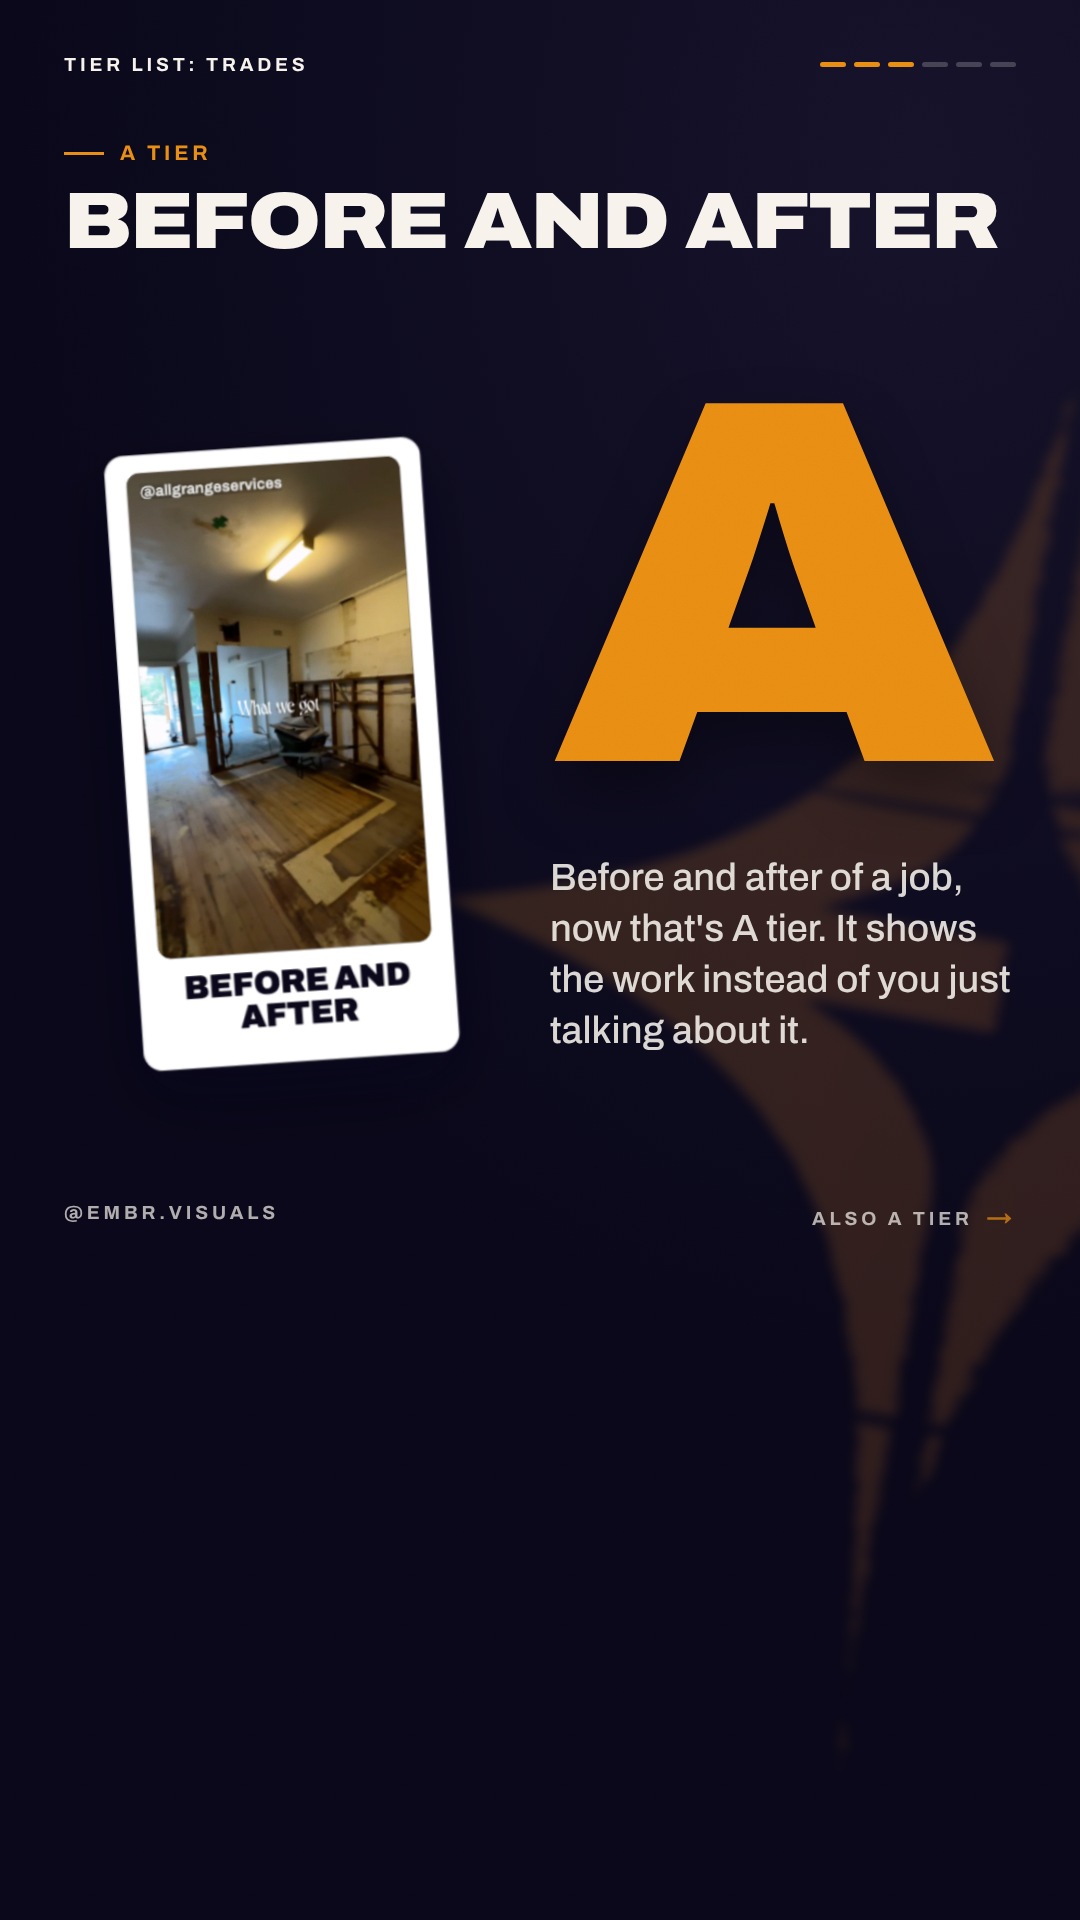 TIER LIST: TRADES
A TIER
BEFORE AND AFTER
A
@allgrangeservices
What we got
BEFORE AND
AFTER
Before and after of a job,
now that's A tier. It shows
the work instead of you just
talking about it.
@EMBR.VISUALS
ALSO A TIER →